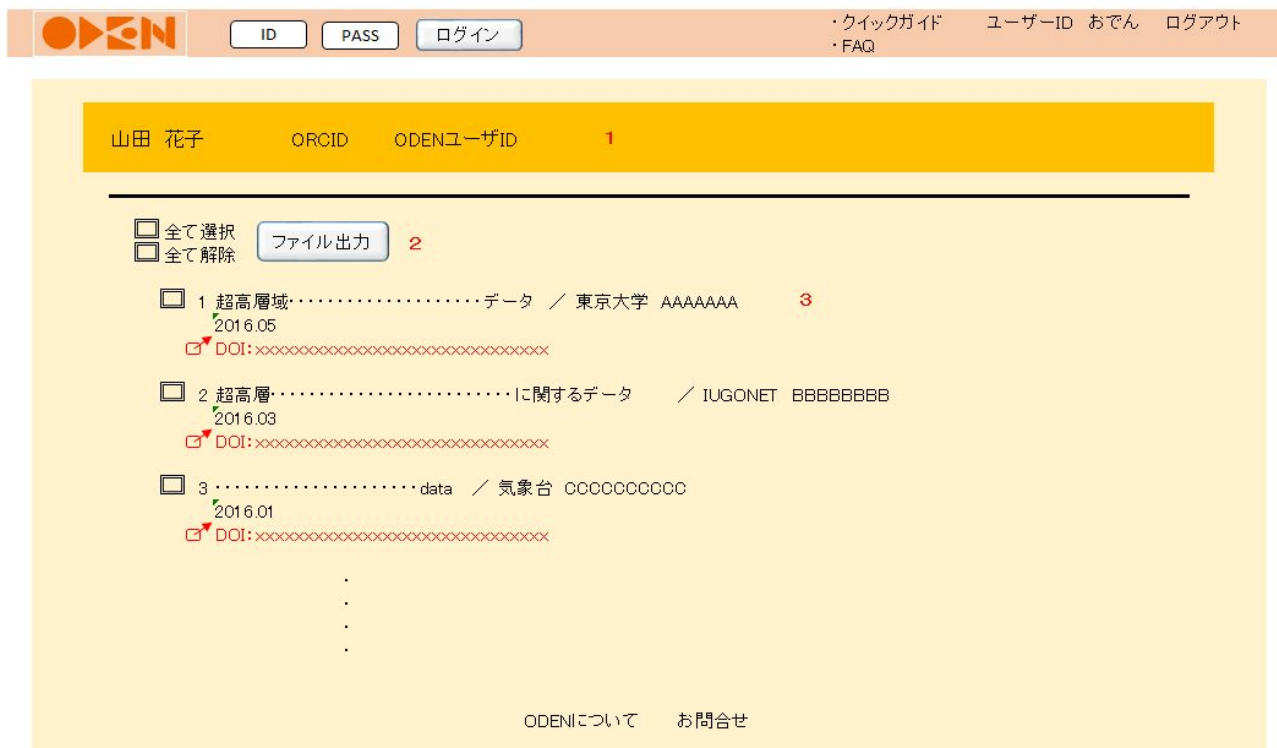 ODEN ID PASS ログイン ・クイックガイド ユーザーID おでん ログアウト
・FAQ
山田 花子 ORCID ODENユーザID 1
全て選択
全て解除 ファイル出力 2
1 超高層域・・・・・・・・・・・・・・・・・・・・データ ／ 東京大学 AAAAAAA 3
2016.05
DOI:xxxxxxxxxxxxxxxxxxxxxxxxxxxxxx
2 超高層・・・・・・・・・・・・・・・・・・・・・・・・・に関するデータ ／ IUGONET BBBBBBBB
2016.03
DOI:xxxxxxxxxxxxxxxxxxxxxxxxxxxxxx
3 ・・・・・・・・・・・・・・・・・・・・・data ／ 気象台 CCCCCCCCCC
2016.01
DOI:xxxxxxxxxxxxxxxxxxxxxxxxxxxxxx
・
・
・
・
ODENについて お問合せ